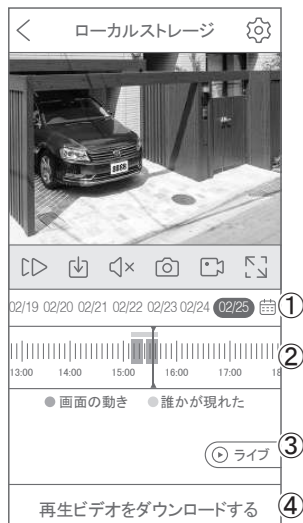 ローカルストレージ
02/19 02/20 02/21 02/22 02/23 02/24 02/25 ①
②
13:00 14:00 15:00 16:00 17:00 18
画面の動き 誰かが現れた
③
ライブ
再生ビデオをダウンロードする ④